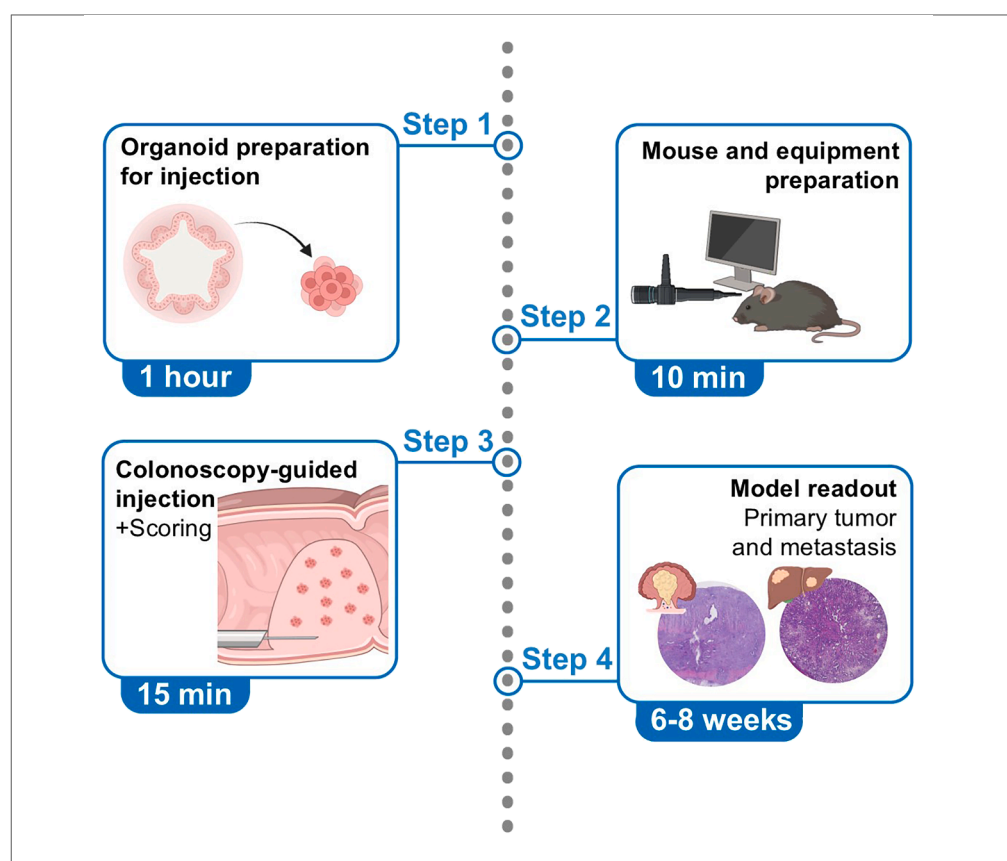 Step 1
Organoid preparation
for injection
1 hour
Mouse and equipment
preparation
Step 2
10 min
Step 3
Colonoscopy-guided
injection
+Scoring
15 min
Model readout
Primary tumor
and metastasis
Step 4
6-8 weeks